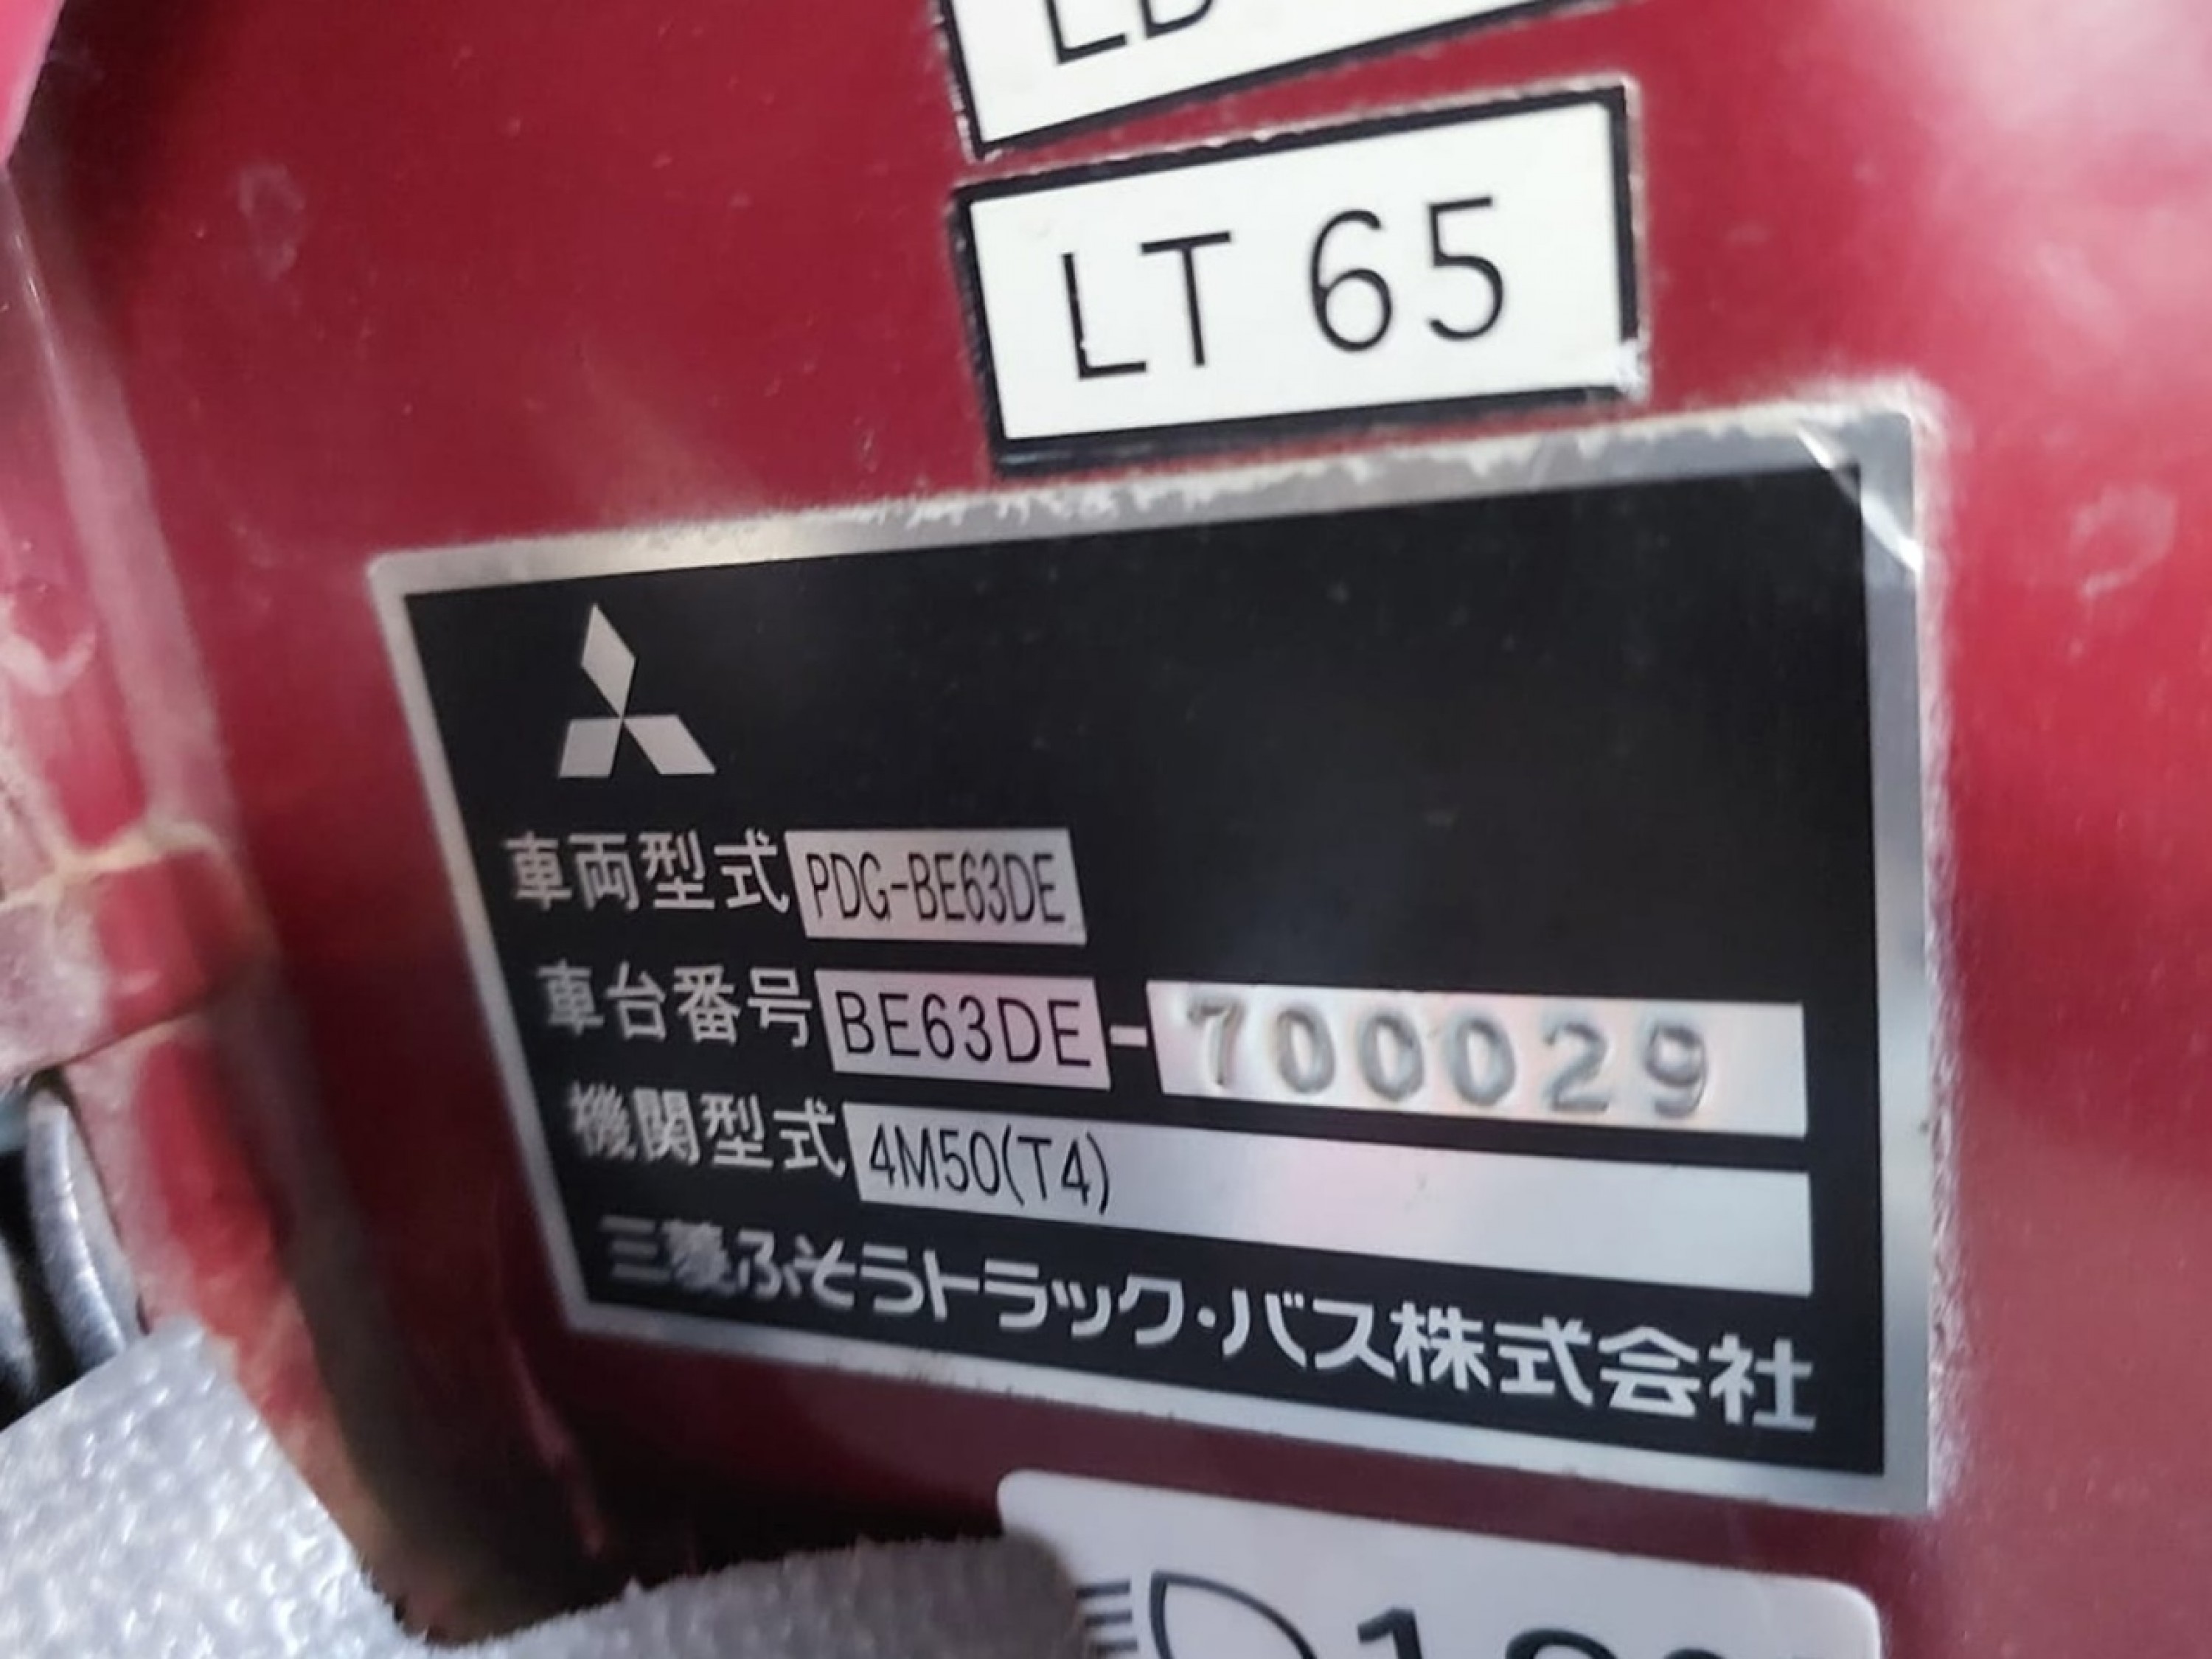 LT 65
車両型式 PDG-BE63DE
車台番号 BE63DE-700029
機関型式 4M50(T4)
三菱ふそうトラック・バス株式会社